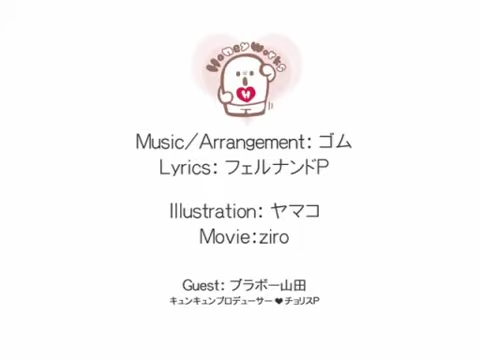 HoneyWorks
Music/Arrangement: ゴム
Lyrics: フェルナンドP
Illustration: ヤマコ
Movie:ziro
Guest: ブラボー山田
キュンキュンプロデューサー♥チョリスP